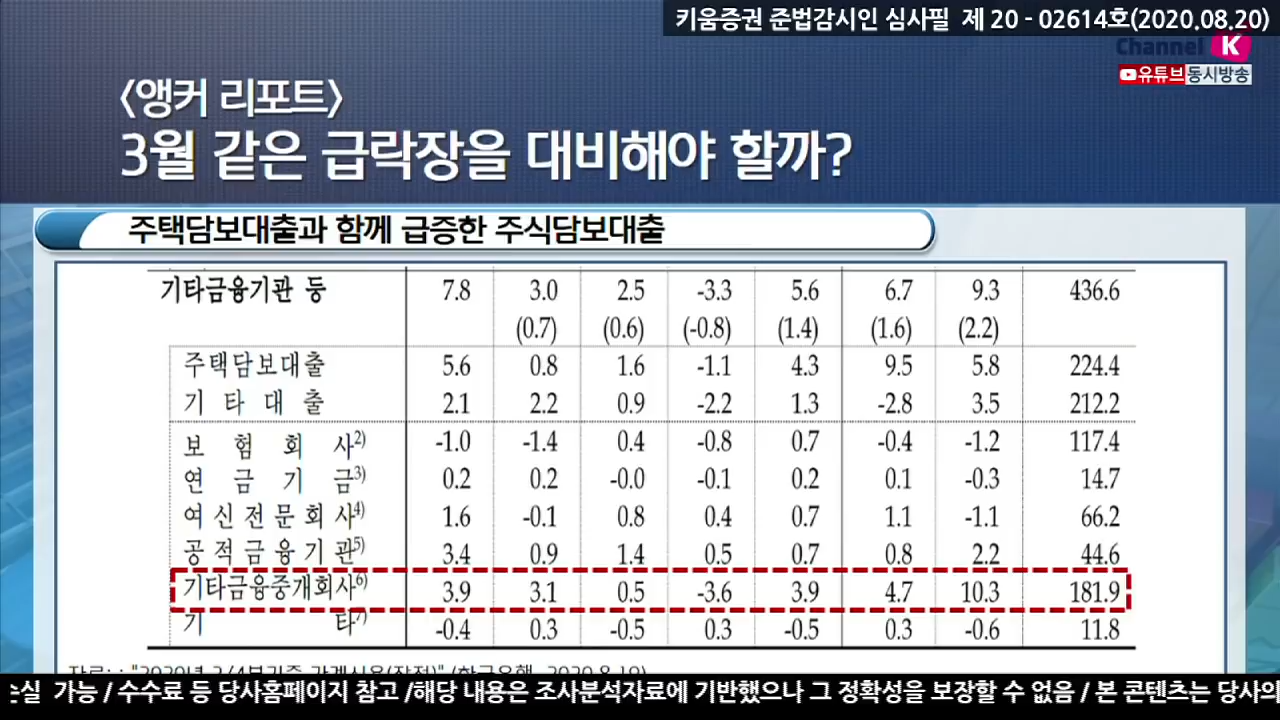 키움증권 준법감시인 심사필 제 20 - 02614호(2020.08.20)
Channel K
유튜브동시방송
〈앵커 리포트〉
3월 같은 급락장을 대비해야 할까?
주택담보대출과 함께 급증한 주식담보대출
기타금융기관 등 7.8 3.0 2.5 -3.3 5.6 6.7 9.3 436.6
(0.7) (0.6) (-0.8) (1.4) (1.6) (2.2)
주택담보대출 5.6 0.8 1.6 -1.1 4.3 9.5 5.8 224.4
기 타 대 출 2.1 2.2 0.9 -2.2 1.3 -2.8 3.5 212.2
보 험 회 사2) -1.0 -1.4 0.4 -0.8 0.7 -0.4 -1.2 117.4
연 금 기 금3) 0.2 0.2 -0.0 -0.1 0.2 0.1 -0.3 14.7
여신전문회사4) 1.6 -0.1 0.8 0.4 0.7 1.1 -1.1 66.2
공적금융기관5) 3.4 0.9 1.4 0.5 0.7 0.8 2.2 44.6
기타금융중개회사6) 3.9 3.1 0.5 -3.6 3.9 4.7 10.3 181.9
기 타7) -0.4 0.3 -0.5 0.3 -0.5 0.3 -0.6 11.8
가능 / 수수료 등 당사홈페이지 참고 /해당 내용은 조사분석자료에 기반했으나 그 정확성을 보장할 수 없음 / 본 콘텐츠는 당사의